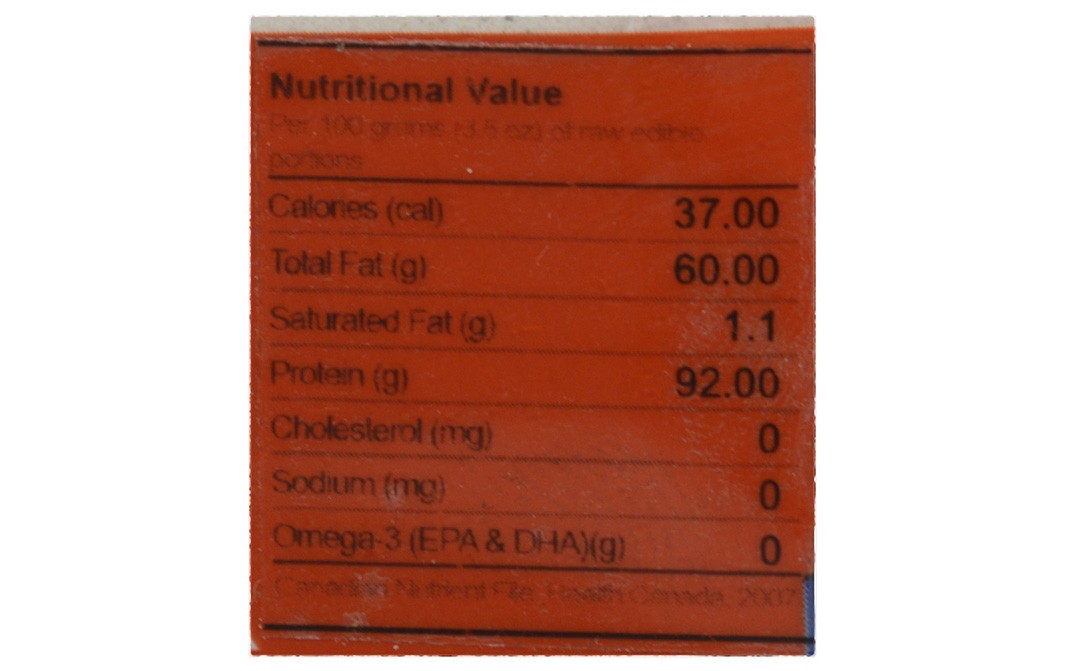 Nutritional Value
Per 100 grams (3.5 oz) of raw edible
portions
Calories (cal) 37.00
Total Fat (g) 60.00
Saturated Fat (g) 1.1
Protein (g) 92.00
Cholesterol (mg) 0
Sodium (mg) 0
Omega-3 (EPA & DHA)(g) 0
Canadian Nutrient File, Health Canada, 2007